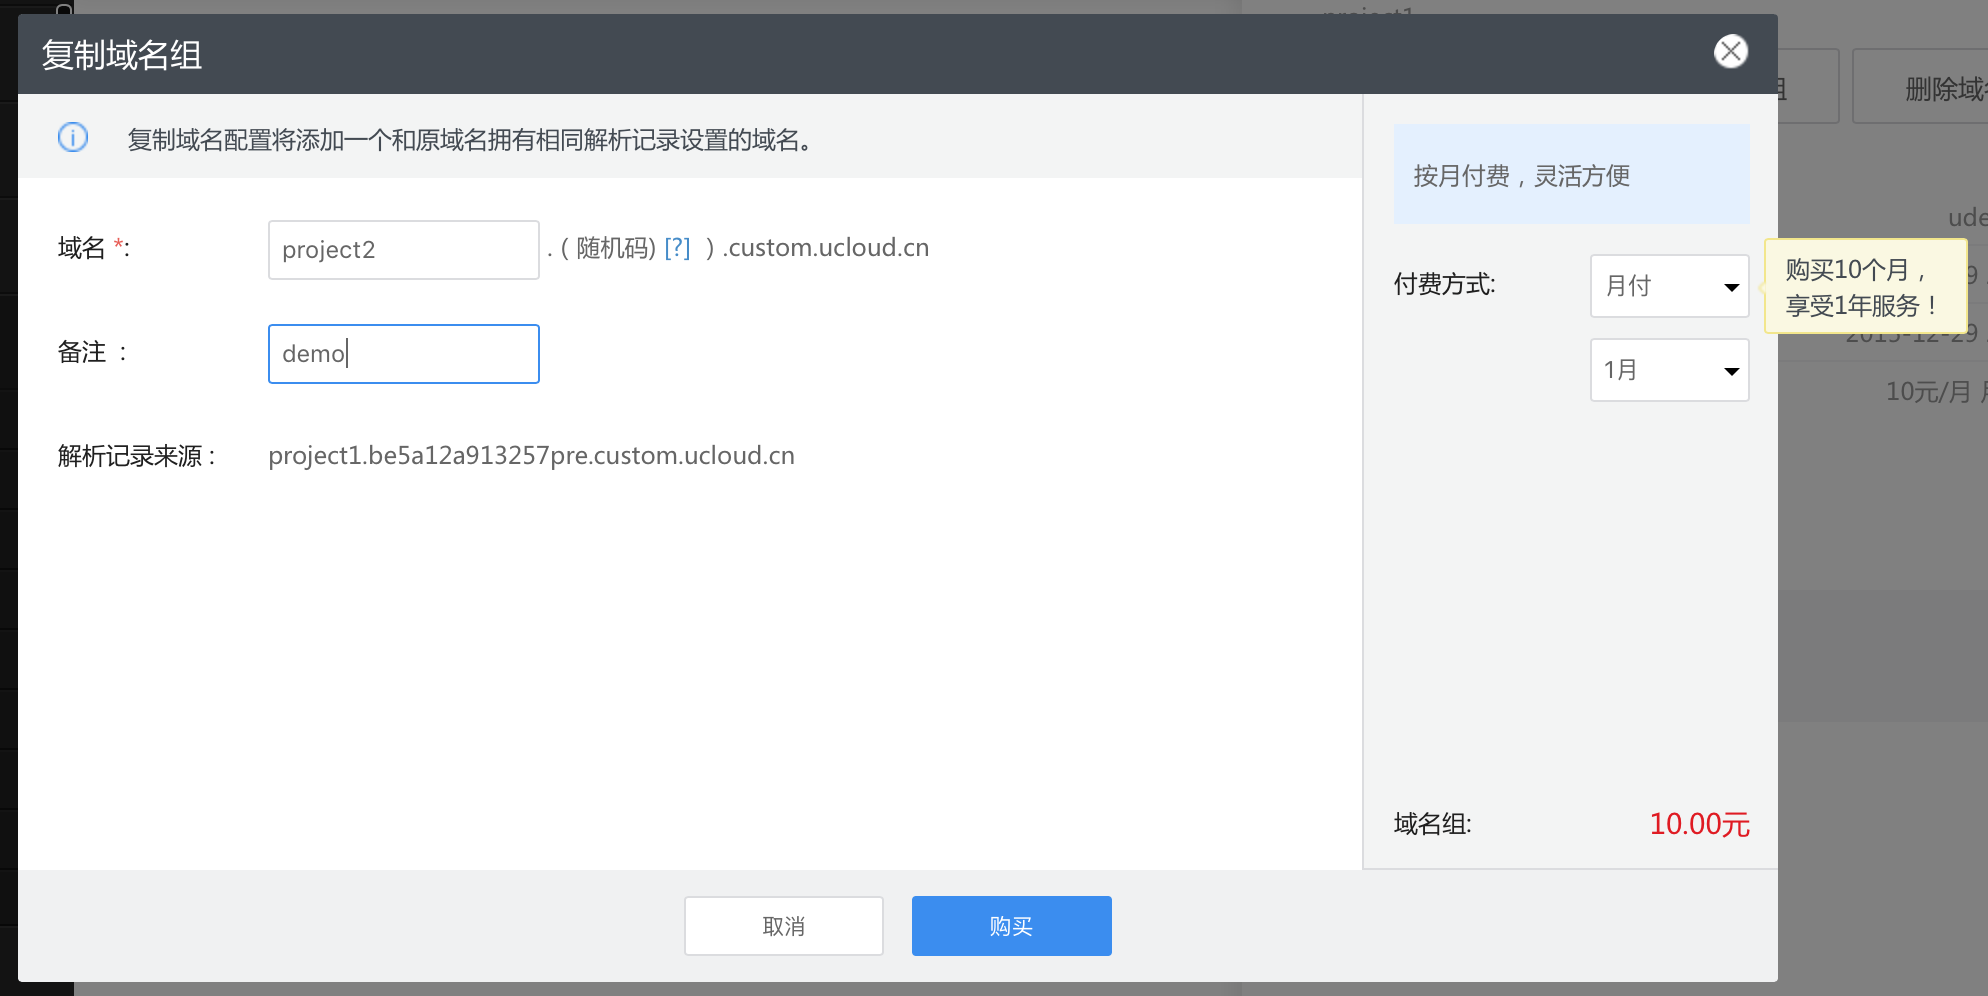 project1
复制域名组
组
删除域
复制域名配置将添加一个和原域名拥有相同解析记录设置的域名。
按月付费，灵活方便
域名 *:
project2
.（ 随机码) [?] ）.custom.ucloud.cn
付费方式:
月付
购买10个月，
享受1年服务！
ude
备注 ：
demo
1月
2015-12-29
10元/月
解析记录来源：
project1.be5a12a913257pre.custom.ucloud.cn
域名组:
10.00元
取消
购买